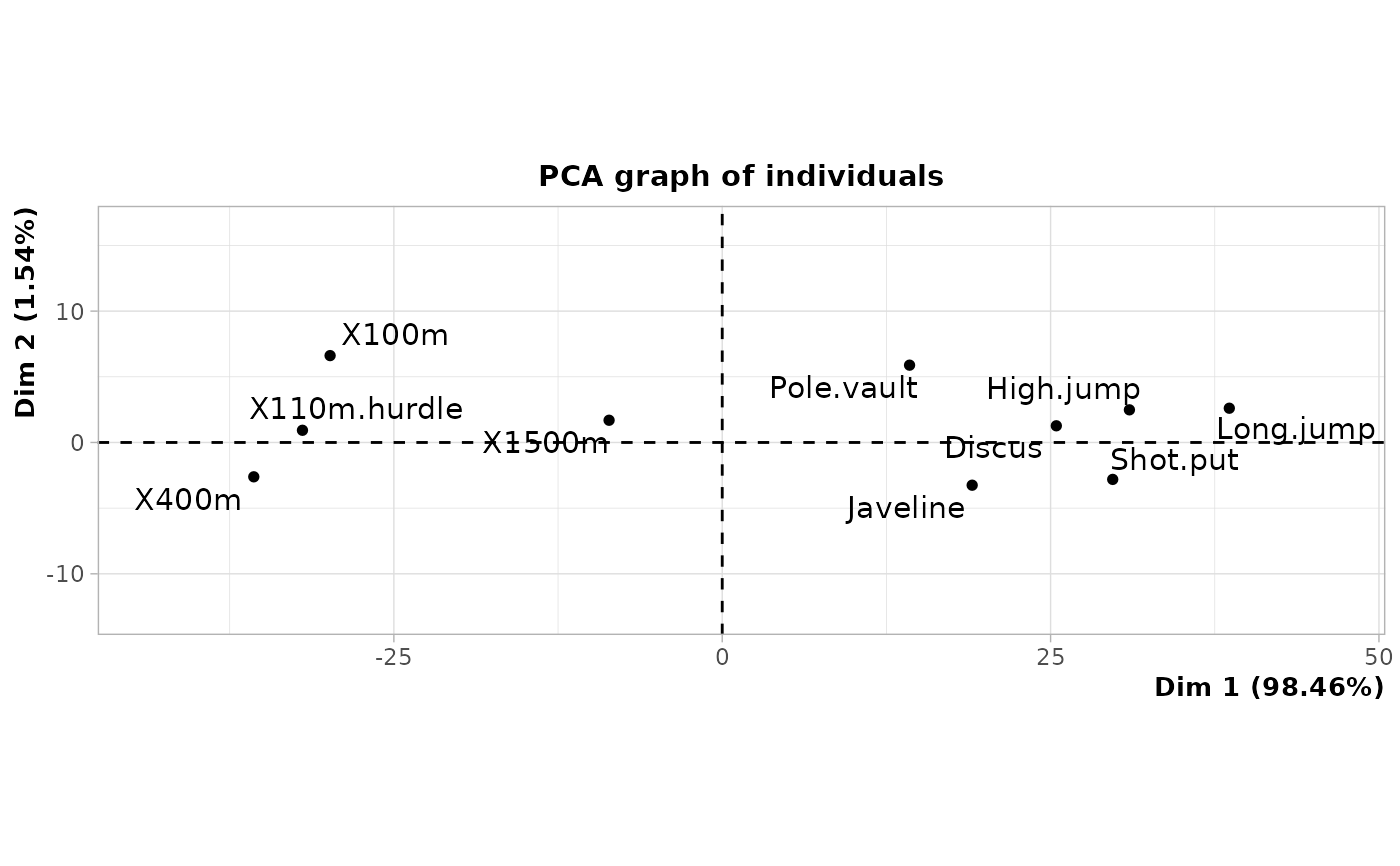 PCA graph of individuals
Dim 2 (1.54%)
10
0
-10
X100m
X110m.hurdle
X1500m
X400m
Pole.vault
High.jump
Long.jump
Discus
Shot.put
Javeline
-25
0
25
50
Dim 1 (98.46%)